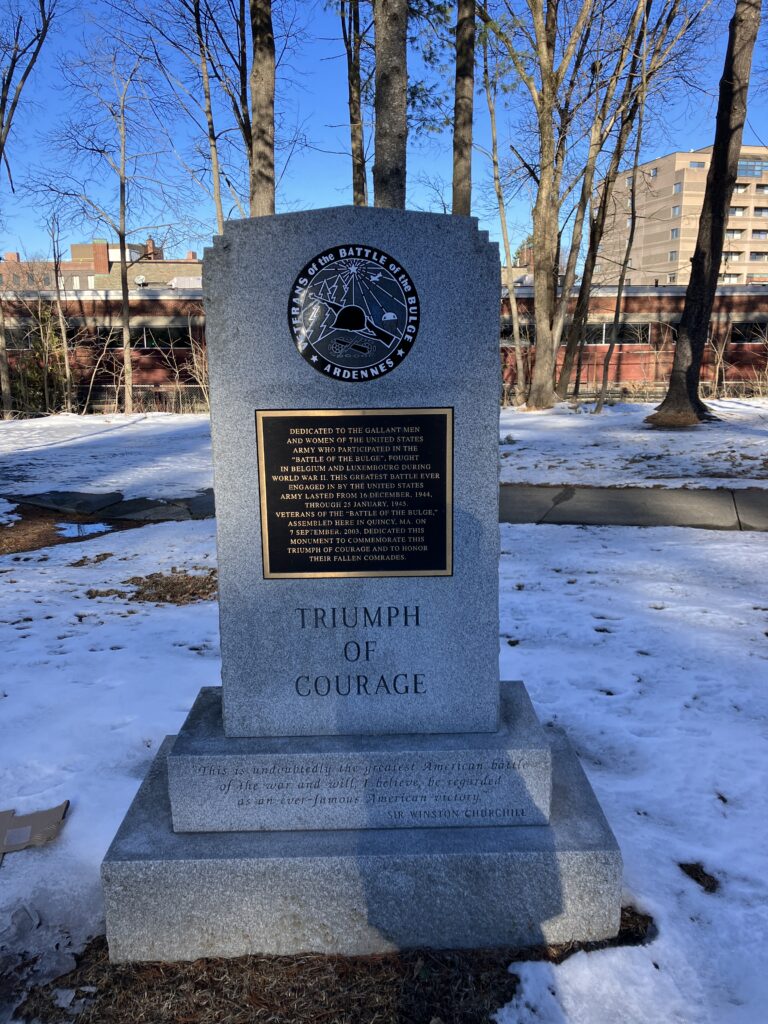 VETERANS of the BATTLE of the BULGE
★ ARDENNES ★
DEDICATED TO THE GALLANT MEN
AND WOMEN OF THE UNITED STATES
ARMY WHO PARTICIPATED IN THE
"BATTLE OF THE BULGE", FOUGHT
IN BELGIUM AND LUXEMBOURG DURING
WORLD WAR II. THIS GREATEST BATTLE EVER
ENGAGED IN BY THE UNITED STATES
ARMY LASTED FROM 16 DECEMBER, 1944,
THROUGH 25 JANUARY, 1945.
VETERANS OF THE "BATTLE OF THE BULGE,"
ASSEMBLED HERE IN QUINCY, MA. ON
7 SEPTEMBER, 2003, DEDICATED THIS
MONUMENT TO COMMEMORATE THIS
TRIUMPH OF COURAGE AND TO HONOR
THEIR FALLEN COMRADES.
TRIUMPH
OF
COURAGE
"This is undoubtedly the greatest American battle
of the war and will, I believe, be regarded
as an ever-famous American victory."
SIR WINSTON CHURCHILL